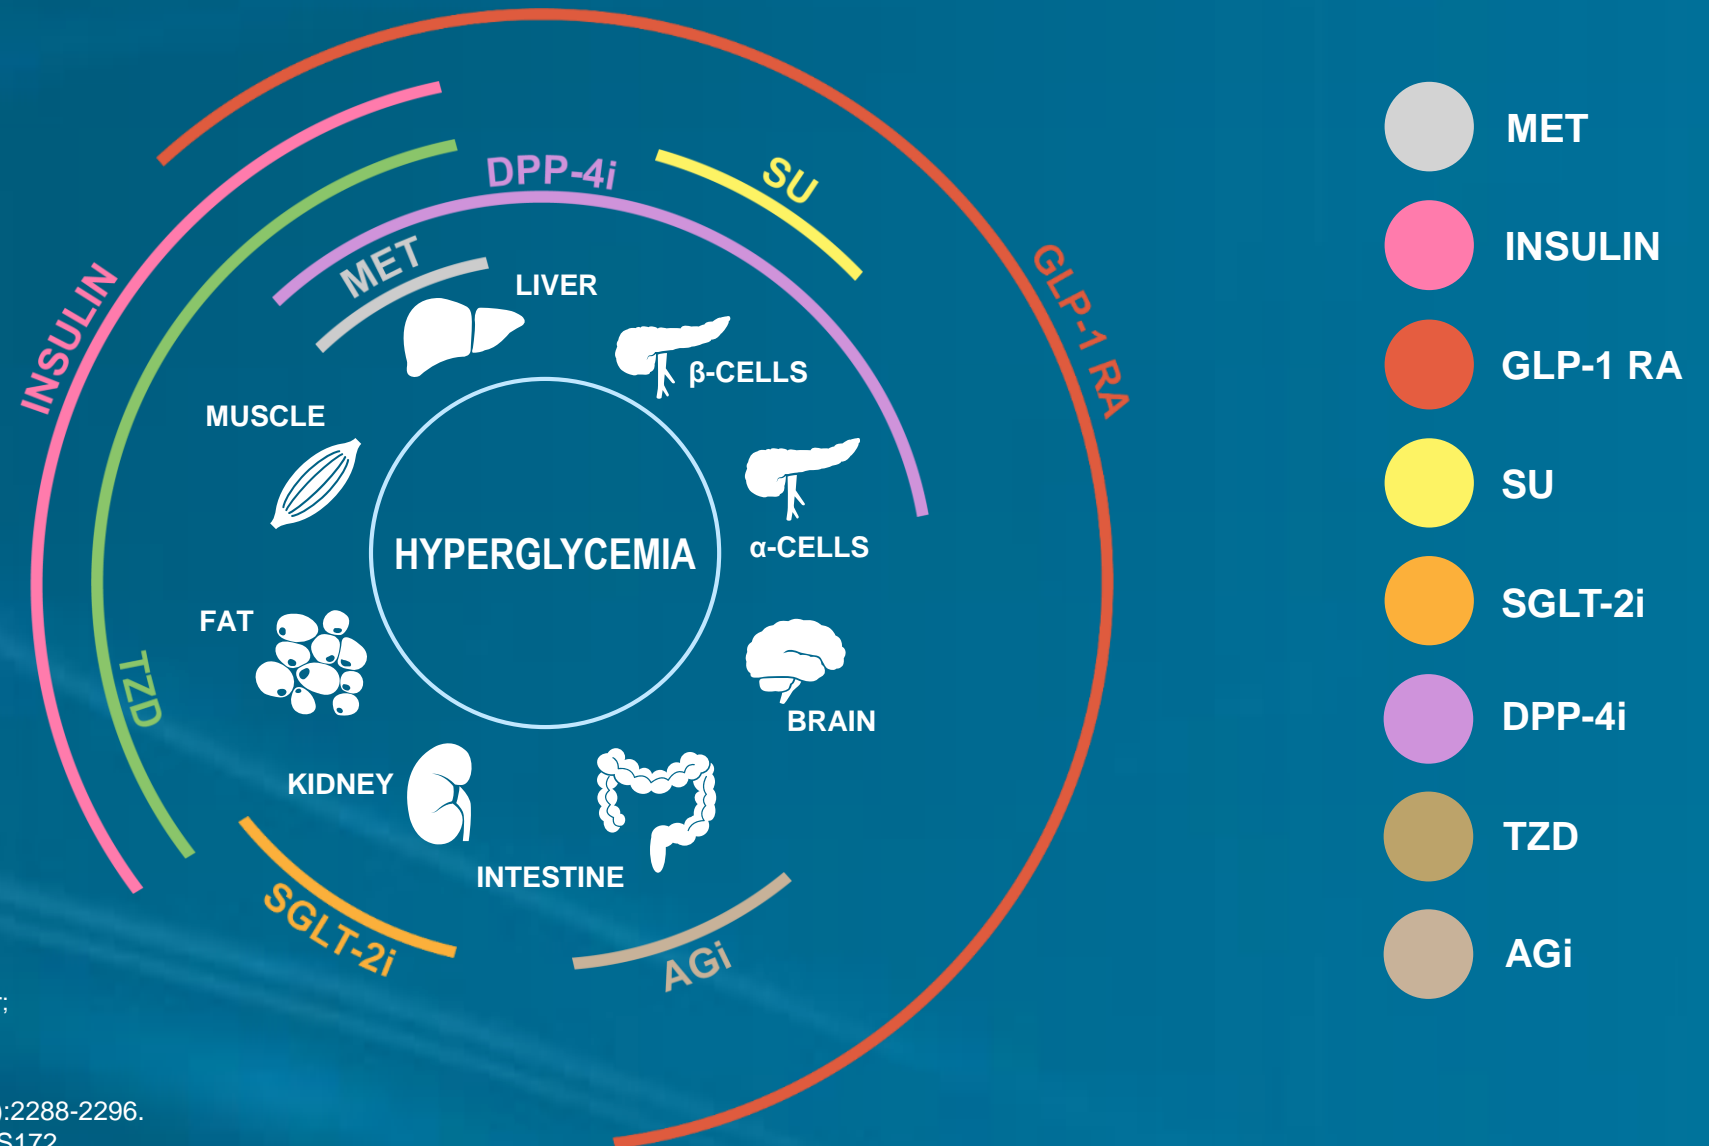 DPP-4i
SU
MET
LIVER
GLP-1 RA
INSULIN
β-CELLS
MUSCLE
HYPERGLYCEMIA
α-CELLS
FAT
TZD
BRAIN
KIDNEY
INTESTINE
SGLT-2i
AGi
;
):2288-2296.
S172
MET
INSULIN
GLP-1 RA
SU
SGLT-2i
DPP-4i
TZD
AGi